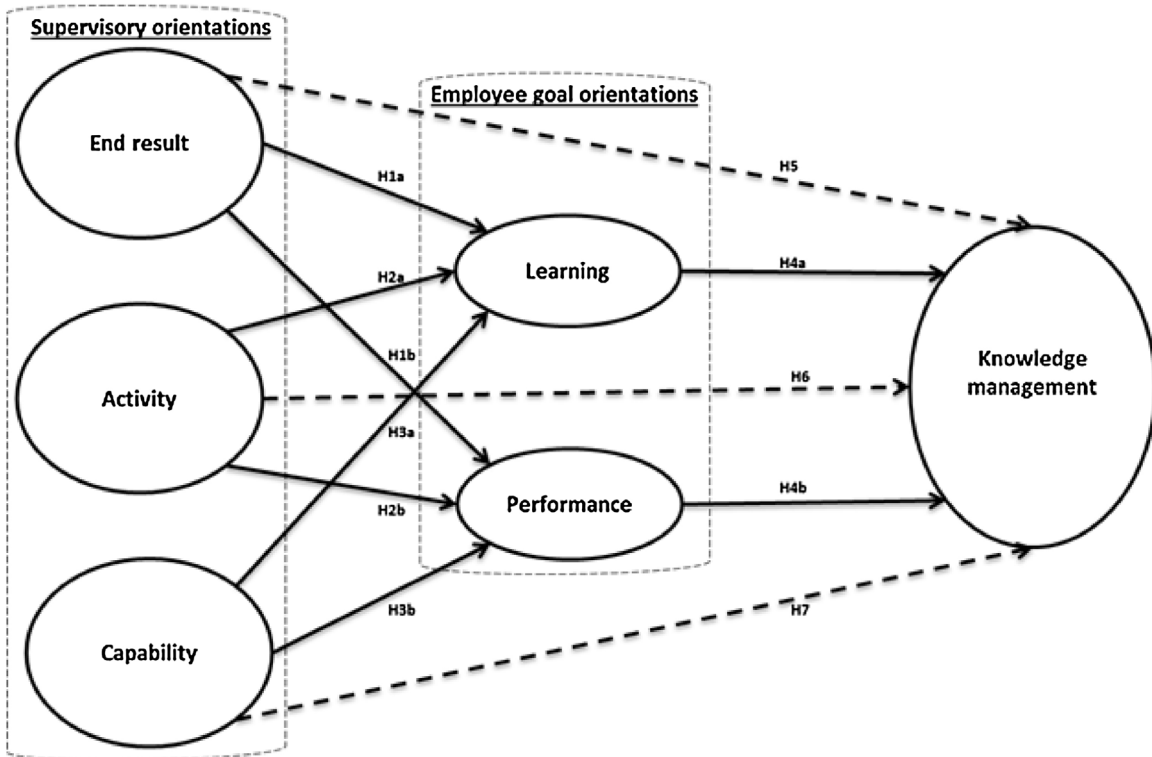 Supervisory orientations
End result
Employee goal orientations
H5
H1a
H2a
Learning
H4a
H1b
Activity
H6
Knowledge
management
H3a
H2b
Performance
H4b
H3b
H7
Capability